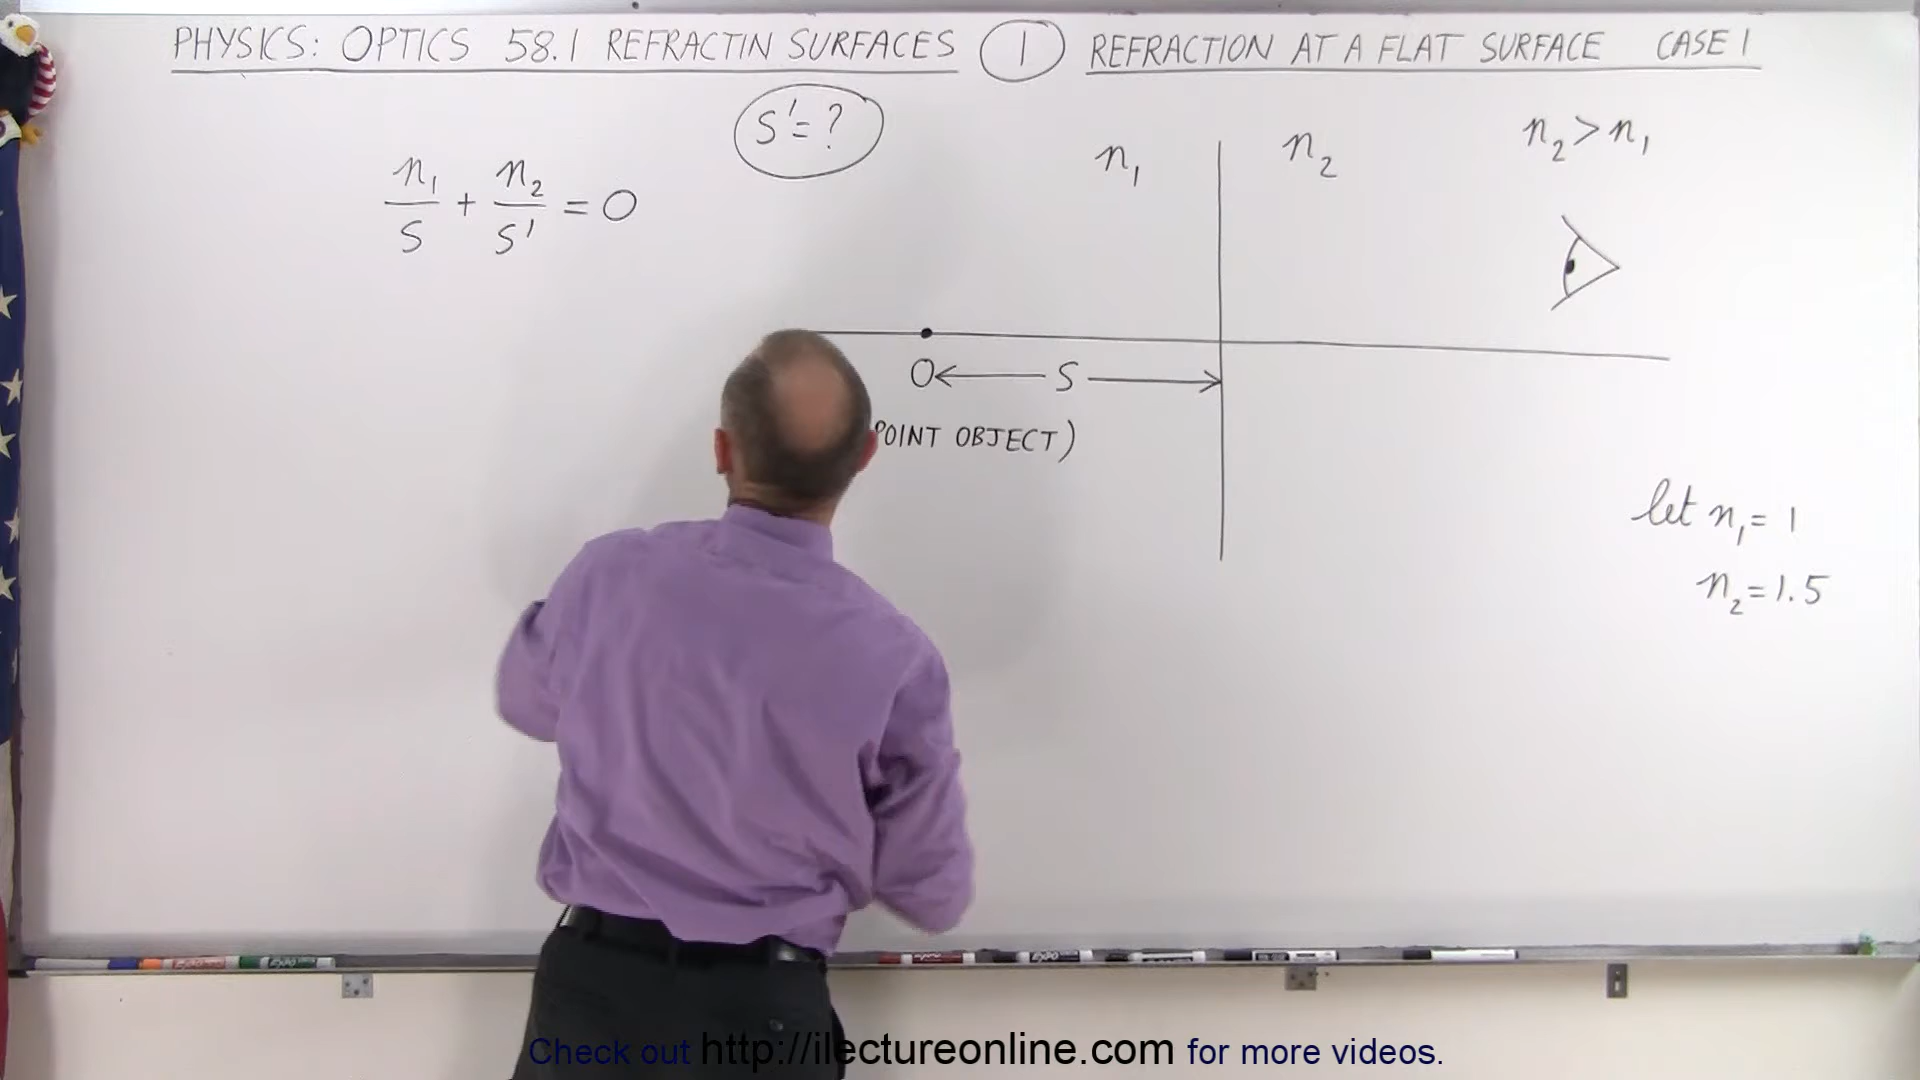 PHYSICS: OPTICS 58.1 REFRACTIN SURFACES 1 REFRACTION AT A FLAT SURFACE CASE 1
S' = ?
n₁/S + n₂/S' = 0
n₁
n₂
n₂ > n₁
O ← S →
POINT OBJECT)
let n₁ = 1
n₂ = 1.5
Check out http://ilectureonline.com for more videos.